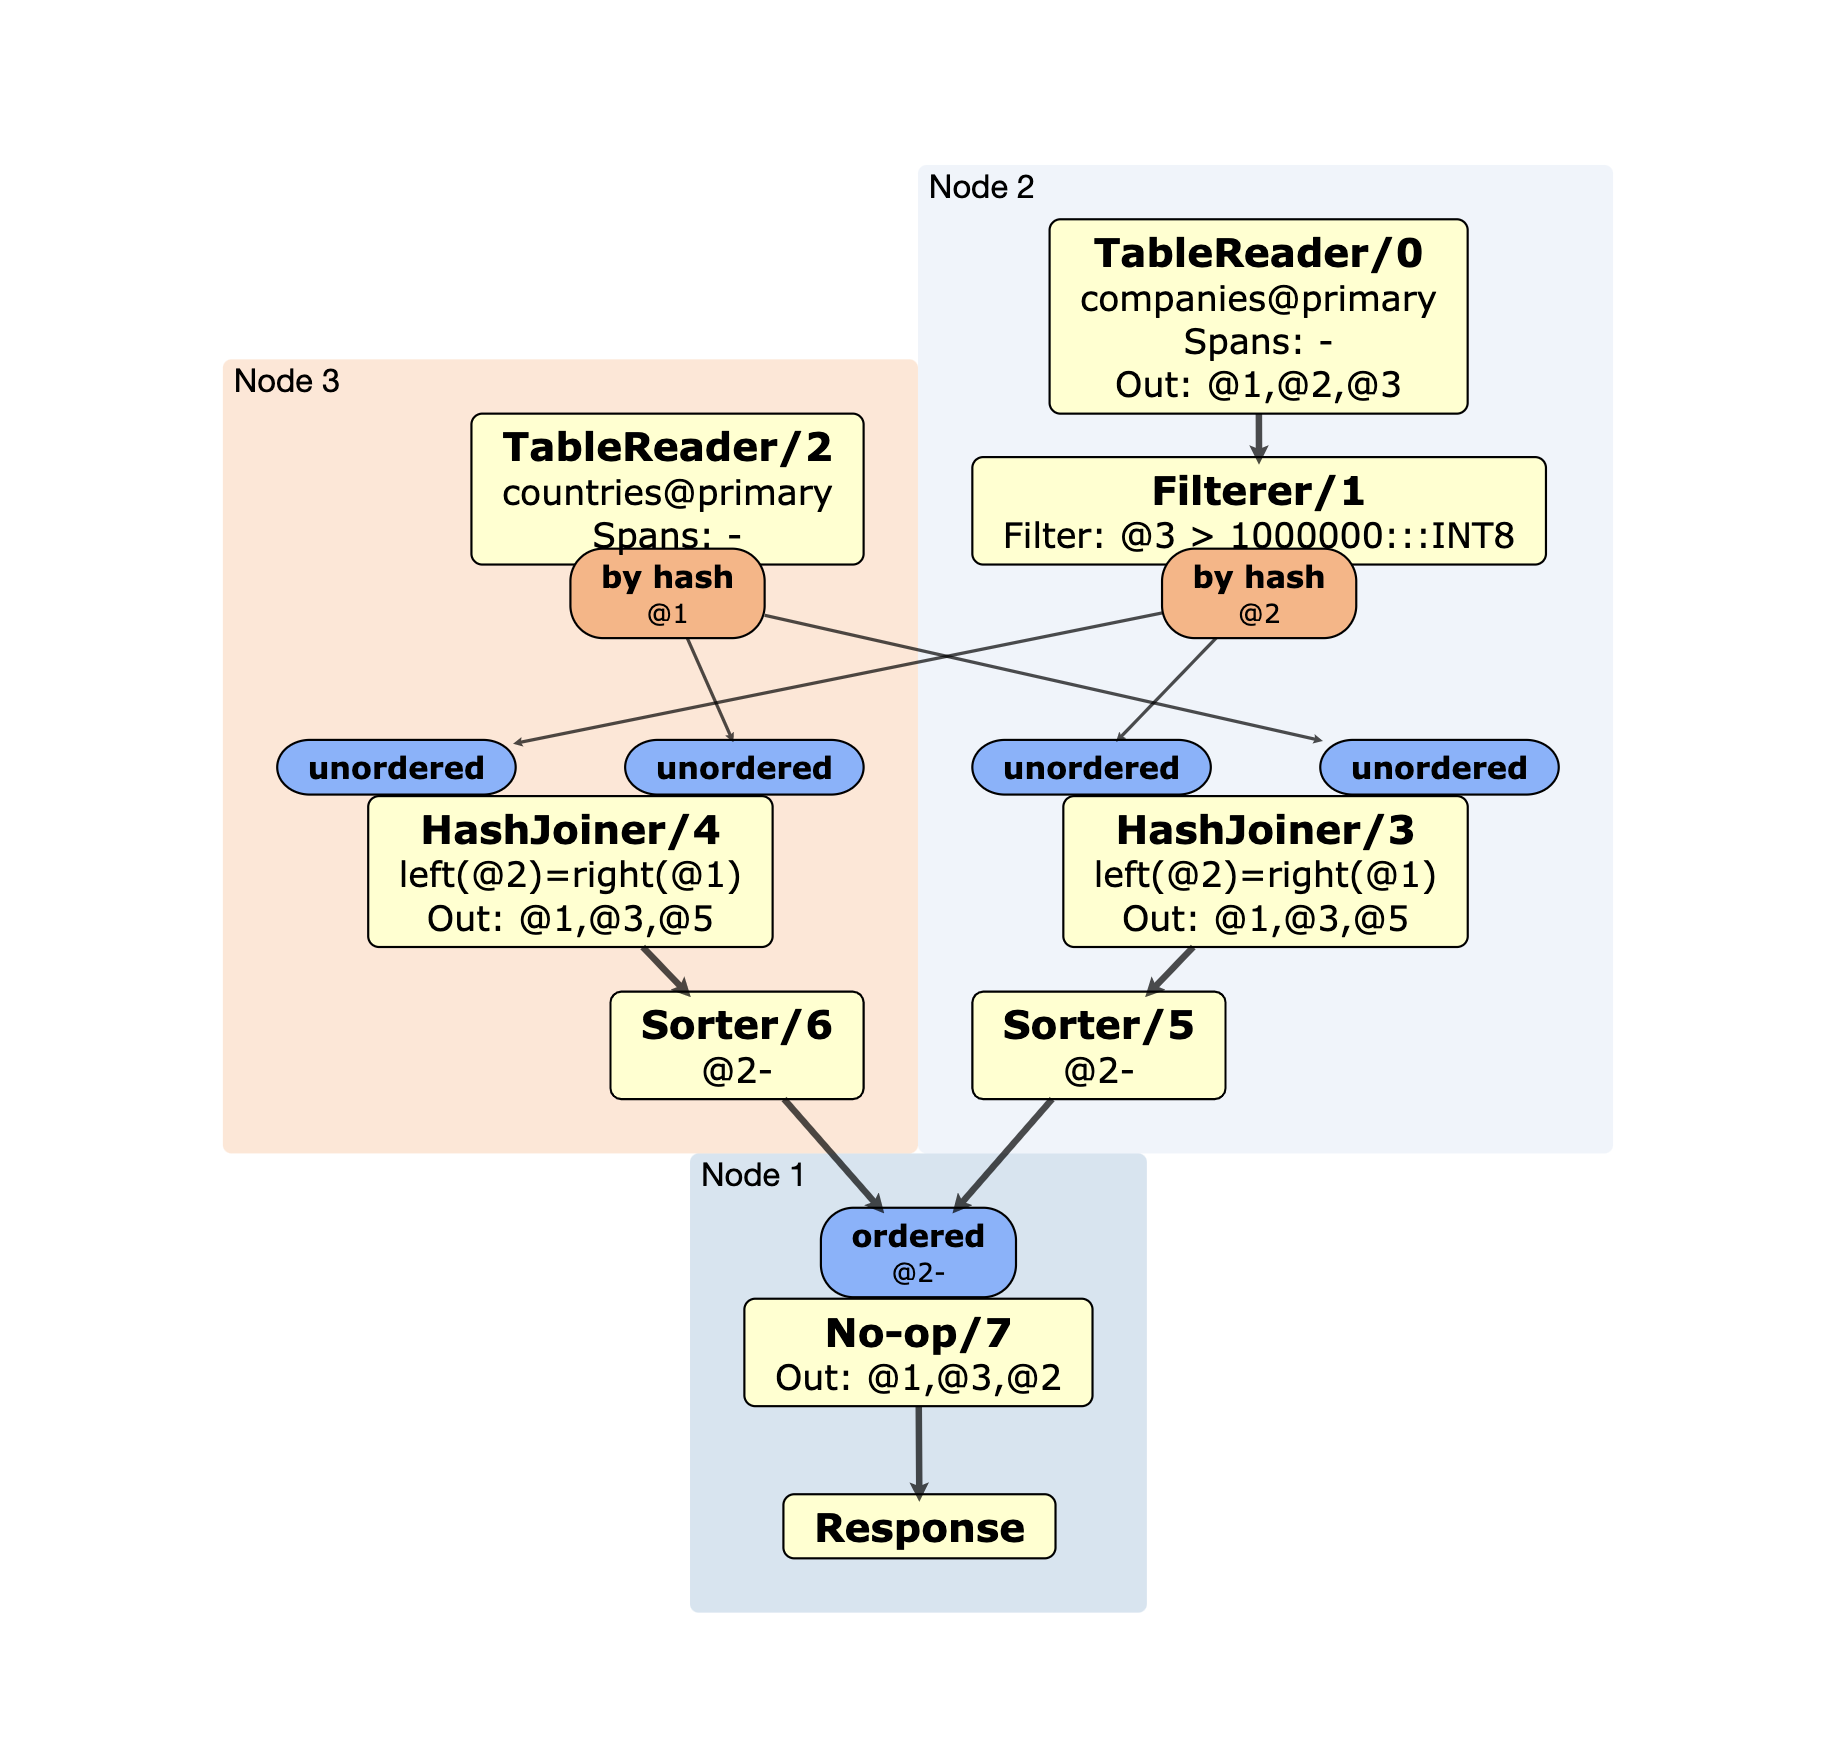 Node 2
TableReader/0
companies@primary
Spans: -
Out: @1,@2,@3
Node 3
TableReader/2
countries@primary
Spans: -
Filterer/1
Filter: @3 > 1000000:::INT8
by hash
@1
by hash
@2
unordered
unordered
unordered
unordered
HashJoiner/4
left(@2)=right(@1)
Out: @1,@3,@5
HashJoiner/3
left(@2)=right(@1)
Out: @1,@3,@5
Sorter/6
@2-
Sorter/5
@2-
Node 1
ordered
@2-
No-op/7
Out: @1,@3,@2
Response